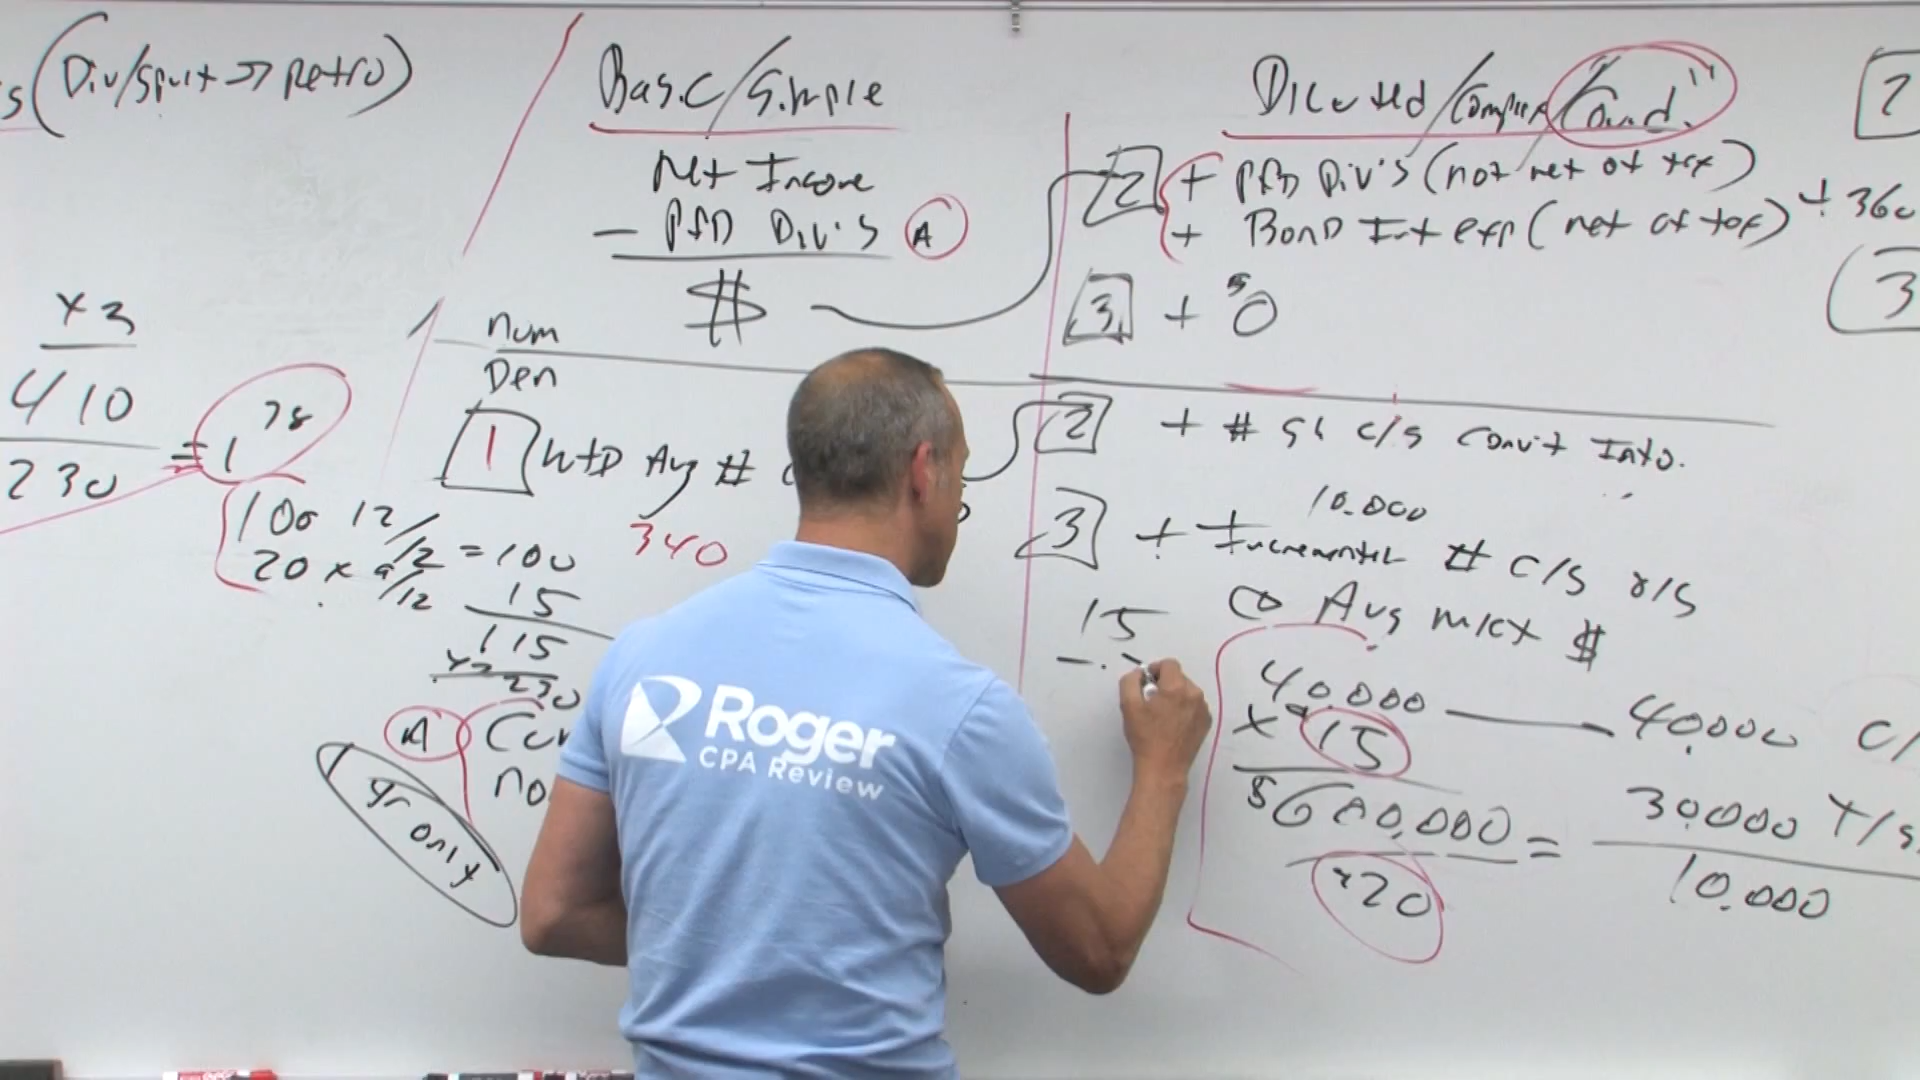 s (Div/Split => Retro)
x2
410
230
= 1 78
100 12/12 = 100
20 x 9/12 15
115
x2
230
A
yr only
Basic/Simple
Net Income
- PfD Div's A
$
Num
Den
1 WtD Avg #
340
Diluted/Complex/"Cond."
2 + PfD Div's (not net of tax)
+ BonD Int Exp (net of tax) + 360
3 + $0
2 + # sh c/s Conv't Into.
10,000
3 + Incremental # c/s r/s
@ Avg mkt $
15
40,000 — 40,000 c/
x $15
$600,000 = 30,000 T/s
÷20
10,000
2
3
Roger
CPA Review